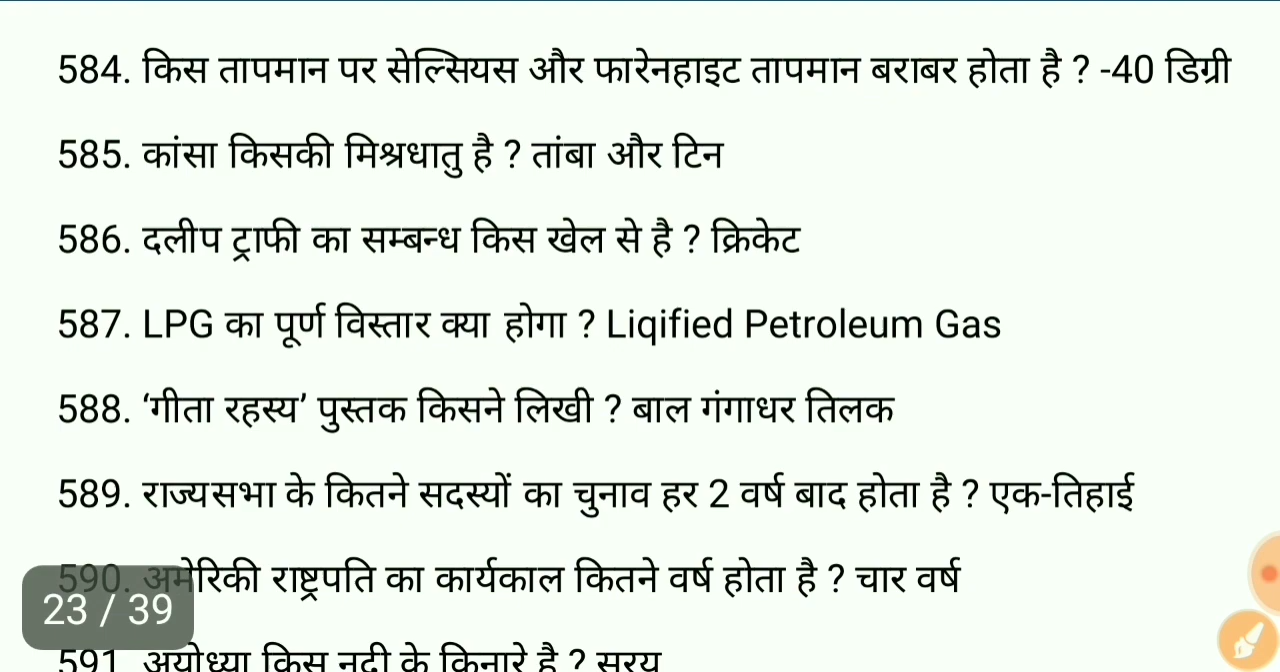 584. किस तापमान पर सेल्सियस और फारेनहाइट तापमान बराबर होता है ? -40 डिग्री
585. कांसा किसकी मिश्रधातु है ? तांबा और टिन
586. दलीप ट्राफी का सम्बन्ध किस खेल से है ? क्रिकेट
587. LPG का पूर्ण विस्तार क्या होगा ? Liqified Petroleum Gas
588. ‘गीता रहस्य’ पुस्तक किसने लिखी ? बाल गंगाधर तिलक
589. राज्यसभा के कितने सदस्यों का चुनाव हर 2 वर्ष बाद होता है ? एक-तिहाई
590. अमेरिकी राष्ट्रपति का कार्यकाल कितने वर्ष होता है ? चार वर्ष
23 / 39
591 अयोध्या किस नदी के किनारे है ? सरयू